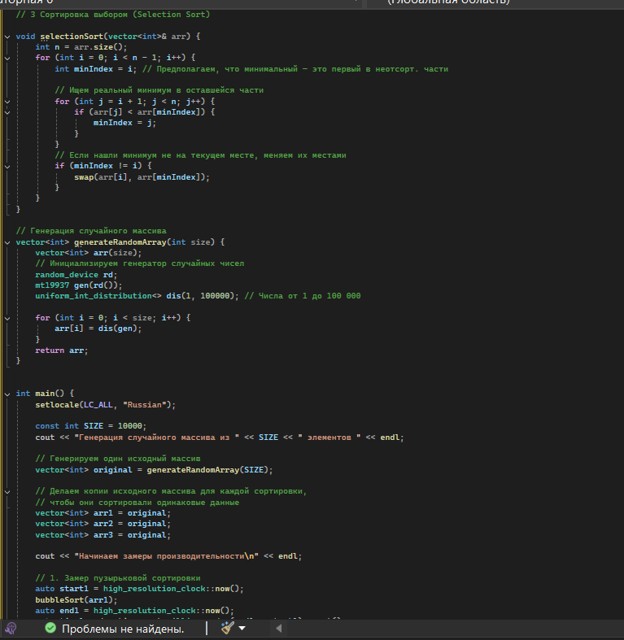 (Глобальная область)
// 3 Сортировка выбором (Selection Sort)
void selectionSort(vector<int>& arr) {
int n = arr.size();
for (int i = 0; i < n - 1; i++) {
int minIndex = i; // Предполагаем, что минимальный — это первый в неотсорт. части
// Ищем реальный минимум в оставшейся части
for (int j = i + 1; j < n; j++) {
if (arr[j] < arr[minIndex]) {
minIndex = j;
}
}
// Если нашли минимум не на текущем месте, меняем их местами
if (minIndex != i) {
swap(arr[i], arr[minIndex]);
}
}
}
// Генерация случайного массива
vector<int> generateRandomArray(int size) {
vector<int> arr(size);
// Инициализируем генератор случайных чисел
random_device rd;
mt19937 gen(rd());
uniform_int_distribution<> dis(1, 100000); // Числа от 1 до 100 000
for (int i = 0; i < size; i++) {
arr[i] = dis(gen);
}
return arr;
}
int main() {
setlocale(LC_ALL, "Russian");
const int SIZE = 10000;
cout << "Генерация случайного массива из " << SIZE << " элементов " << endl;
// Генерируем один исходный массив
vector<int> original = generateRandomArray(SIZE);
// Делаем копии исходного массива для каждой сортировки,
// чтобы они сортировали одинаковые данные
vector<int> arr1 = original;
vector<int> arr2 = original;
vector<int> arr3 = original;
cout << "Начинаем замеры производительности\n" << endl;
// 1. Замер пузырьковой сортировки
auto start1 = high_resolution_clock::now();
bubbleSort(arr1);
auto end1 = high_resolution_clock::now();
Проблемы не найдены.